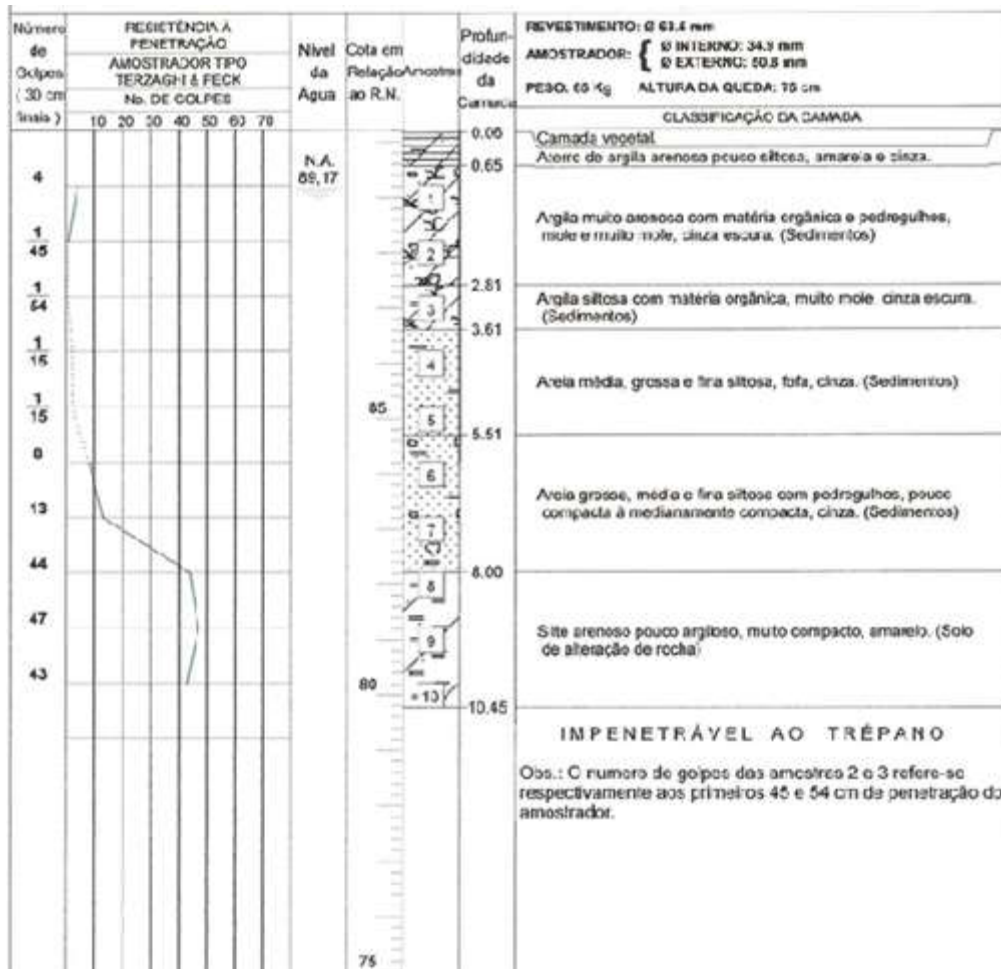 Número
de
Golpes
( 30 cm
finais )
RESISTÊNCIA A
PENETRAÇÃO
AMOSTRADOR TIPO
TERZAGHI & PECK
No. DE GOLPES
10 20 30 40 50 60 70
Nível
da
Agua
Cota em
Relação
ao R.N.
Amostras
Profun-
didade
da
Camada
REVESTIMENTO: Ø 63.5 mm
AMOSTRADOR: { Ø INTERNO: 34.9 mm
Ø EXTERNO: 50.8 mm
PESO. 65 Kg ALTURA DA QUEDA: 75 cm
CLASSIFICAÇÃO DA CAMADA
4
1
45
1
54
1
15
1
15
8
13
44
47
43
N.A.
89,17
85
80
75
1
2
3
4
5
6
7
8
9
10
0.06
0.65
2.81
3.61
5.51
8.00
10.45
Camada vegetal
Aterro de argila arenosa pouco siltosa, amarela e cinza.
Argila muito arenosa com matéria orgânica e pedregulhos,
mole e muito mole, cinza escura. (Sedimentos)
Argila siltosa com matéria orgânica, muito mole, cinza escura.
(Sedimentos)
Areia média, grossa e fina siltosa, fofa, cinza. (Sedimentos)
Areia grossa, média e fina siltosa com pedregulhos, pouco
compacta à medianamente compacta, cinza. (Sedimentos)
Silte arenoso pouco argiloso, muito compacto, amarelo. (Solo
de alteração de rocha)
IMPENETRÁVEL AO TRÉPANO
Obs.: O numero de golpes das amostras 2 e 3 refere-se
respectivamente aos primeiros 45 e 54 cm de penetração do
amostrador.